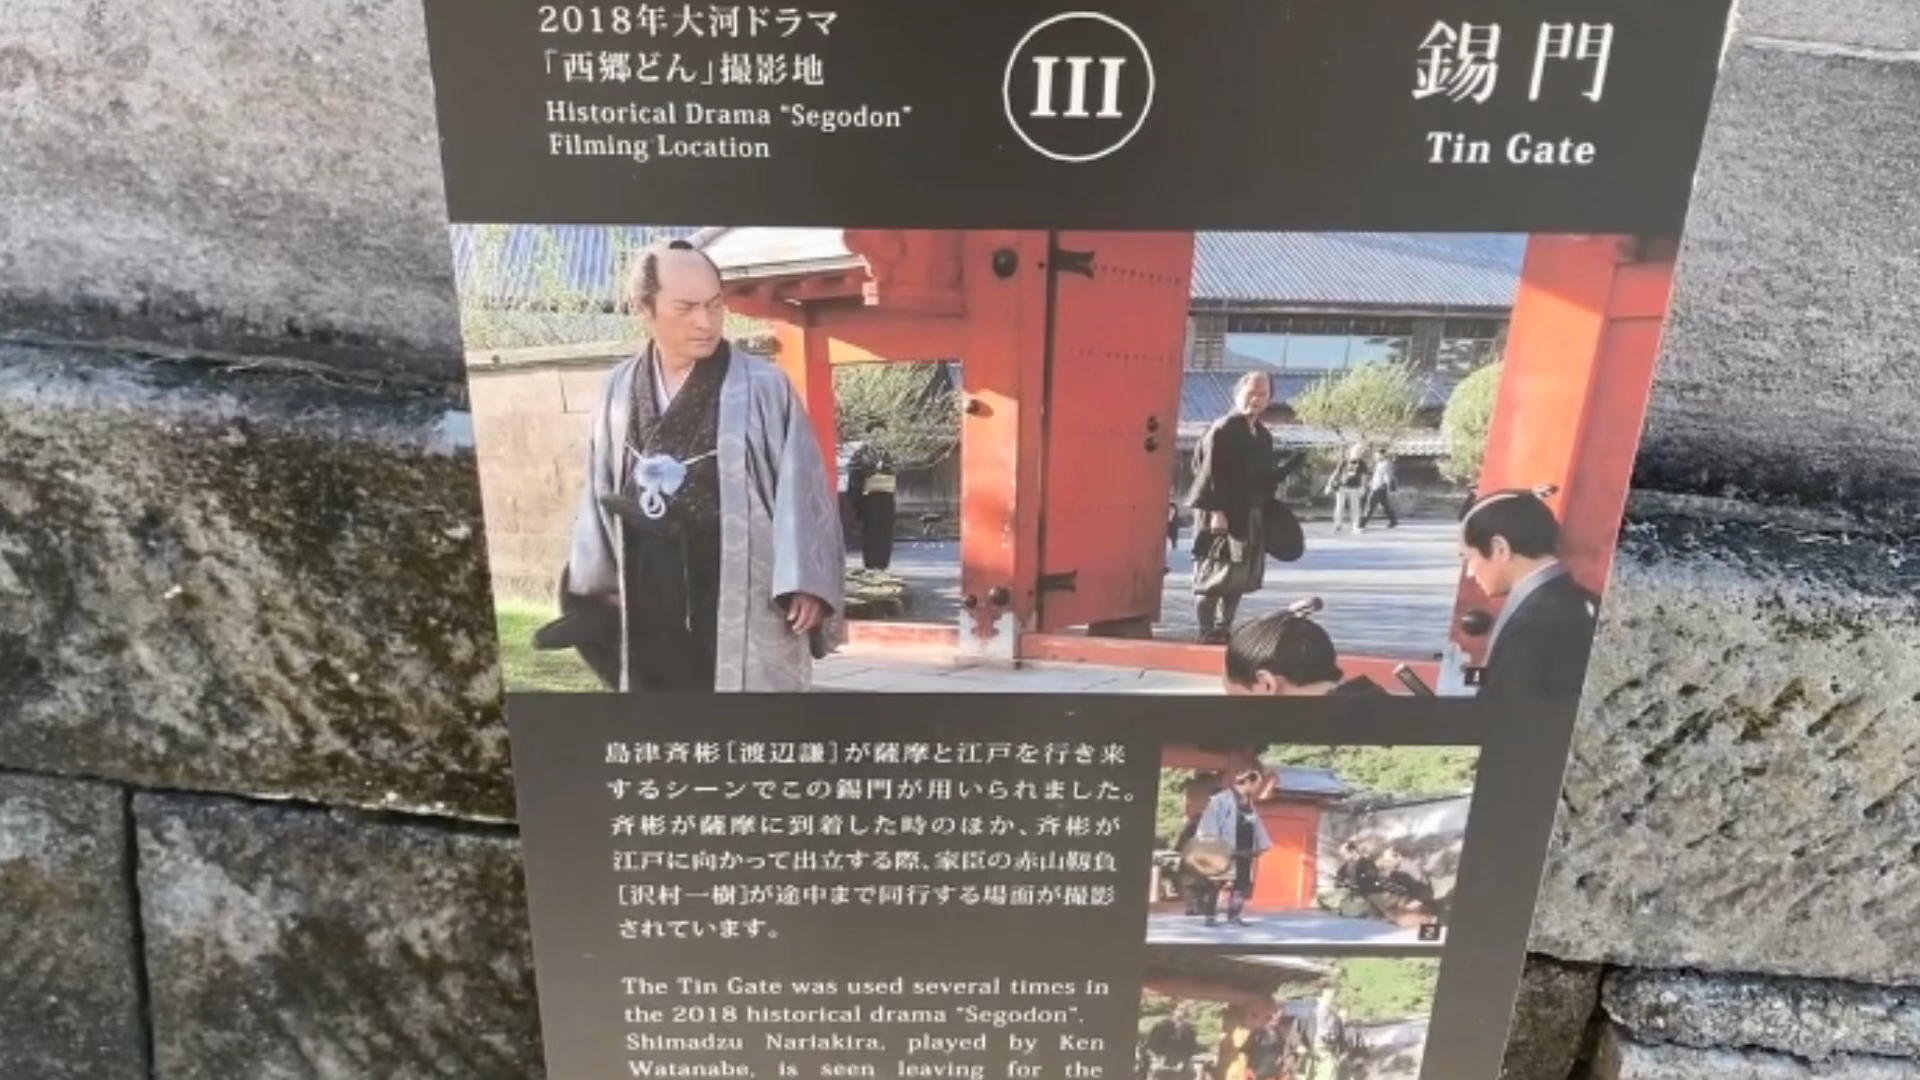 2018年大河ドラマ
「西郷どん」撮影地
Historical Drama "Segodon"
Filming Location
III
錫門
Tin Gate
島津斉彬[渡辺謙]が薩摩と江戸を行き来
するシーンでこの錫門が用いられました。
斉彬が薩摩に到着した時のほか、斉彬が
江戸に向かって出立する際、家臣の赤山靱負
[沢村一樹]が途中まで同行する場面が撮影
されています。
2
The Tin Gate was used several times in
the 2018 historical drama "Segodon".
Shimadzu Nariakira, played by Ken
Watanabe, is seen leaving for the